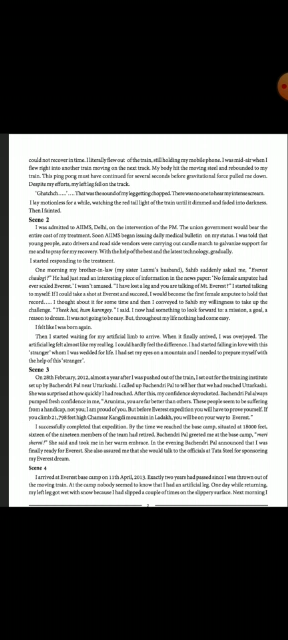 could not recover in time. I literally flew out of the train, still holding my mobile phone. I was mid-air when I
flew right into another train moving on the next track. My body hit the moving steel and rebounded to my
train. This ping pong must have continued for several seconds before gravitational force pulled me down.
Despite my efforts, my left leg fell on the track.
"Ghatchch......"... That was the sound of my leg getting chopped. There was no one to hear my intense scream.
I lay motionless for a while, watching the red tail light of the train until it dimmed and faded into darkness.
Then I fainted.
Scene 2
I was admitted to AIIMS, Delhi, on the intervention of the PM. The union government would bear the
entire cost of my treatment. Soon AIIMS began issuing daily medical bulletin on my status. I was told that
young people, auto drivers and road side vendors were carrying out candle march to galvanise support for
me and to pray for my recovery. With the help of the best and the latest technology, gradually,
I started responding to the treatment.
One morning my brother-in-law (my sister Laxmi's husband), Sahib suddenly asked me, "Everest
chadogi?" He had just read an interesting piece of information in the news paper: "No female amputee had
ever scaled Everest." I wasn't amused. "I have lost a leg and you are talking of Mt. Everest!" I started talking
to myself: If I could take a shot at Everest and succeed, I would become the first female amputee to hold that
record..... I thought about it for some time and then I conveyed to Sahib my willingness to take up the
challenge. "Theek hai, hum karengey," I said. I now had something to look forward to: a mission, a goal, a
reason to dream. It was not going to be easy. But, throughout my life nothing had come easy.
I felt like I was born again.
Then I started waiting for my artificial limb to arrive. When it finally arrived, I was overjoyed. The
artificial leg felt almost like my real leg. I could hardly feel the difference. I had started falling in love with this
"stranger" whom I was wedded for life. I had set my eyes on a mountain and I needed to prepare myself with
the help of this "stranger".
Scene 3
On 28th February, 2012, almost a year after I was pushed out of the train, I set out for the training institute
set up by Bachendri Pal near Uttarkashi. I called up Bachendri Pal to tell her that we had reached Uttarkashi.
She was surprised at how quickly I had reached. After this, my confidence skyrocketed. Bachendri Pal always
pumped fresh confidence in me, "Arunima, you are far better than others. These people seem to be suffering
from a handicap, not you; I am proud of you. But before Everest expedition you will have to prove yourself. If
you climb 21,798 feet high Chamser Kangdi mountain in Ladakh, you will be on your way to Everest."
I successfully completed that expedition. By the time we reached the base camp, situated at 18000 feet,
sixteen of the nineteen members of the team had retired. Bachendri Pal greeted me at the base camp, "meri
sherni !" She said and took me in her warm embrace. In the evening Bachendri Pal announced that I was
finally ready for Everest. She also assured me that she would talk to the officials at Tata Steel for sponsoring
my Everest dream.
Scene 4
I arrived at Everest base camp on 11th April, 2013. Exactly two years had passed since I was thrown out of
the moving train. At the camp nobody seemed to know that I had an artificial leg. One day while returning,
my left leg got wet with snow because I had slipped a couple of times on the slippery surface. Next morning I